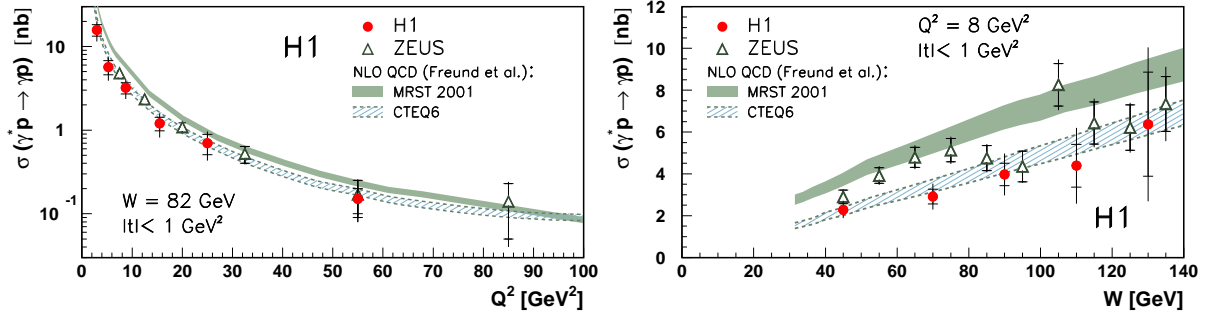 σ (γ* p → γp) [nb]
10
1
10 -1
H1
H1
ZEUS
NLO QCD (Freund et al.):
MRST 2001
CTEQ6
W = 82 GeV
|t|< 1 GeV²
0 10 20 30 40 50 60 70 80 90 100
Q² [GeV²]
σ (γ* p → γp) [nb]
12
10
8
6
4
2
0
H1
ZEUS
NLO QCD (Freund et al.):
MRST 2001
CTEQ6
Q² = 8 GeV²
|t|< 1 GeV²
H1
0 20 40 60 80 100 120 140
W [GeV]